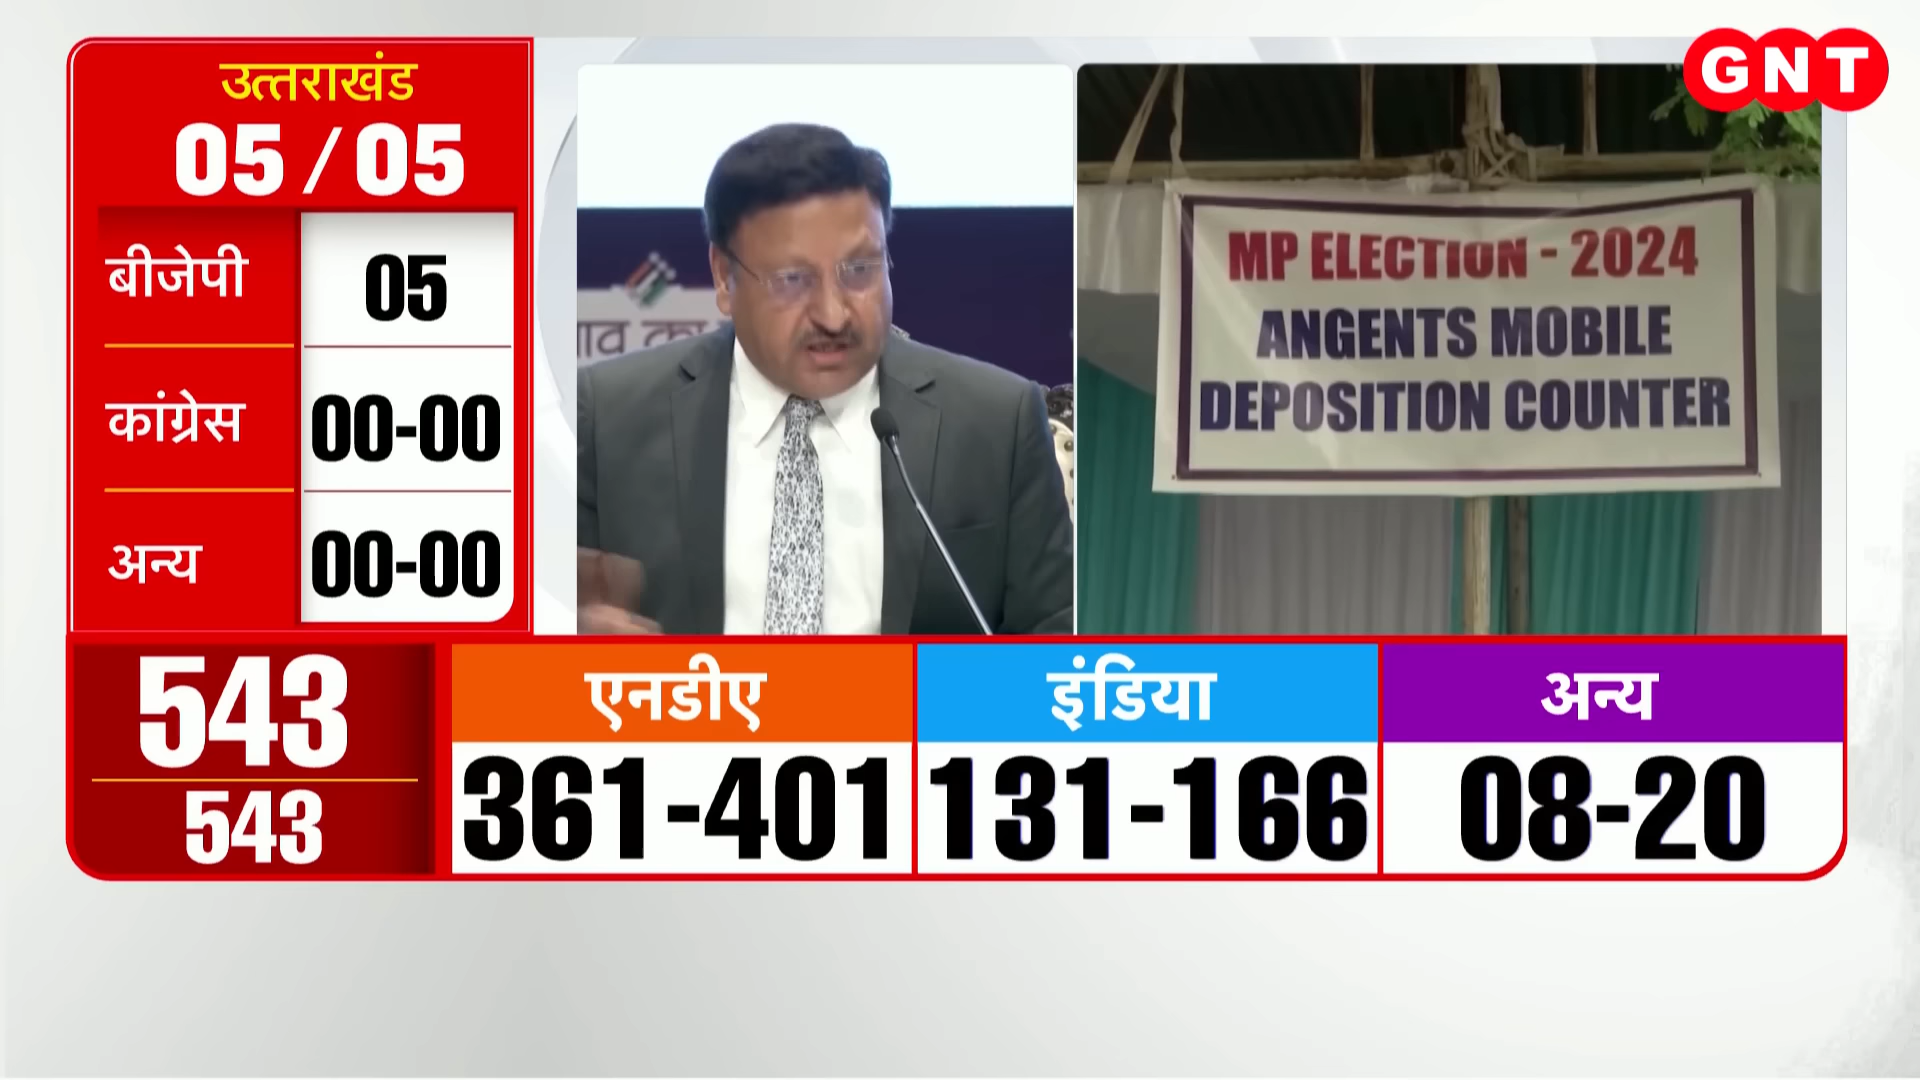 GNT
उत्तराखंड
05/05
बीजेपी 05
कांग्रेस 00-00
अन्य 00-00
MP ELECTION - 2024
ANGENTS MOBILE
DEPOSITION COUNTER
543
543
एनडीए
361-401
इंडिया
131-166
अन्य
08-20